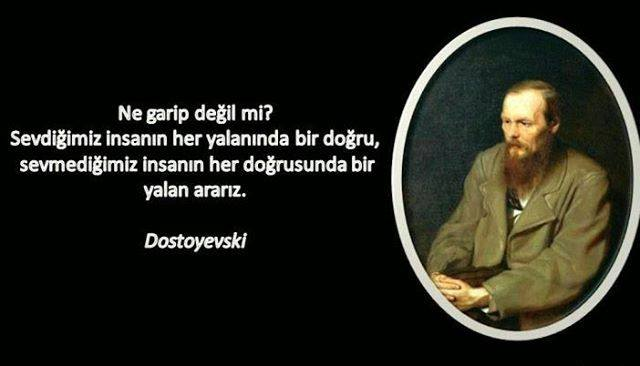 Ne garip değil mi?
Sevdiğimiz insanın her yalanında bir doğru,
sevmediğimiz insanın her doğrusunda bir
yalan ararız.
Dostoyevski